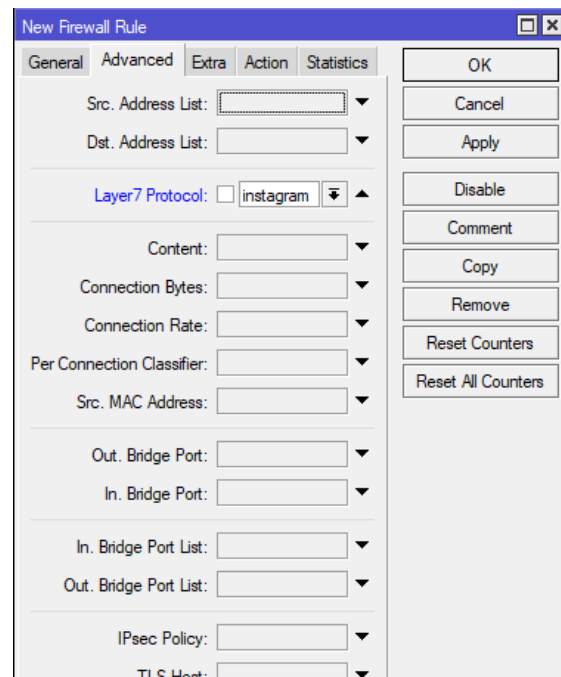 New Firewall Rule
General Advanced Extra Action Statistics
Src. Address List:
Dst. Address List:
Layer7 Protocol: instagram
Content:
Connection Bytes:
Connection Rate:
Per Connection Classifier:
Src. MAC Address:
Out. Bridge Port:
In. Bridge Port:
In. Bridge Port List:
Out. Bridge Port List:
IPsec Policy:
TLS Host:
OK
Cancel
Apply
Disable
Comment
Copy
Remove
Reset Counters
Reset All Counters